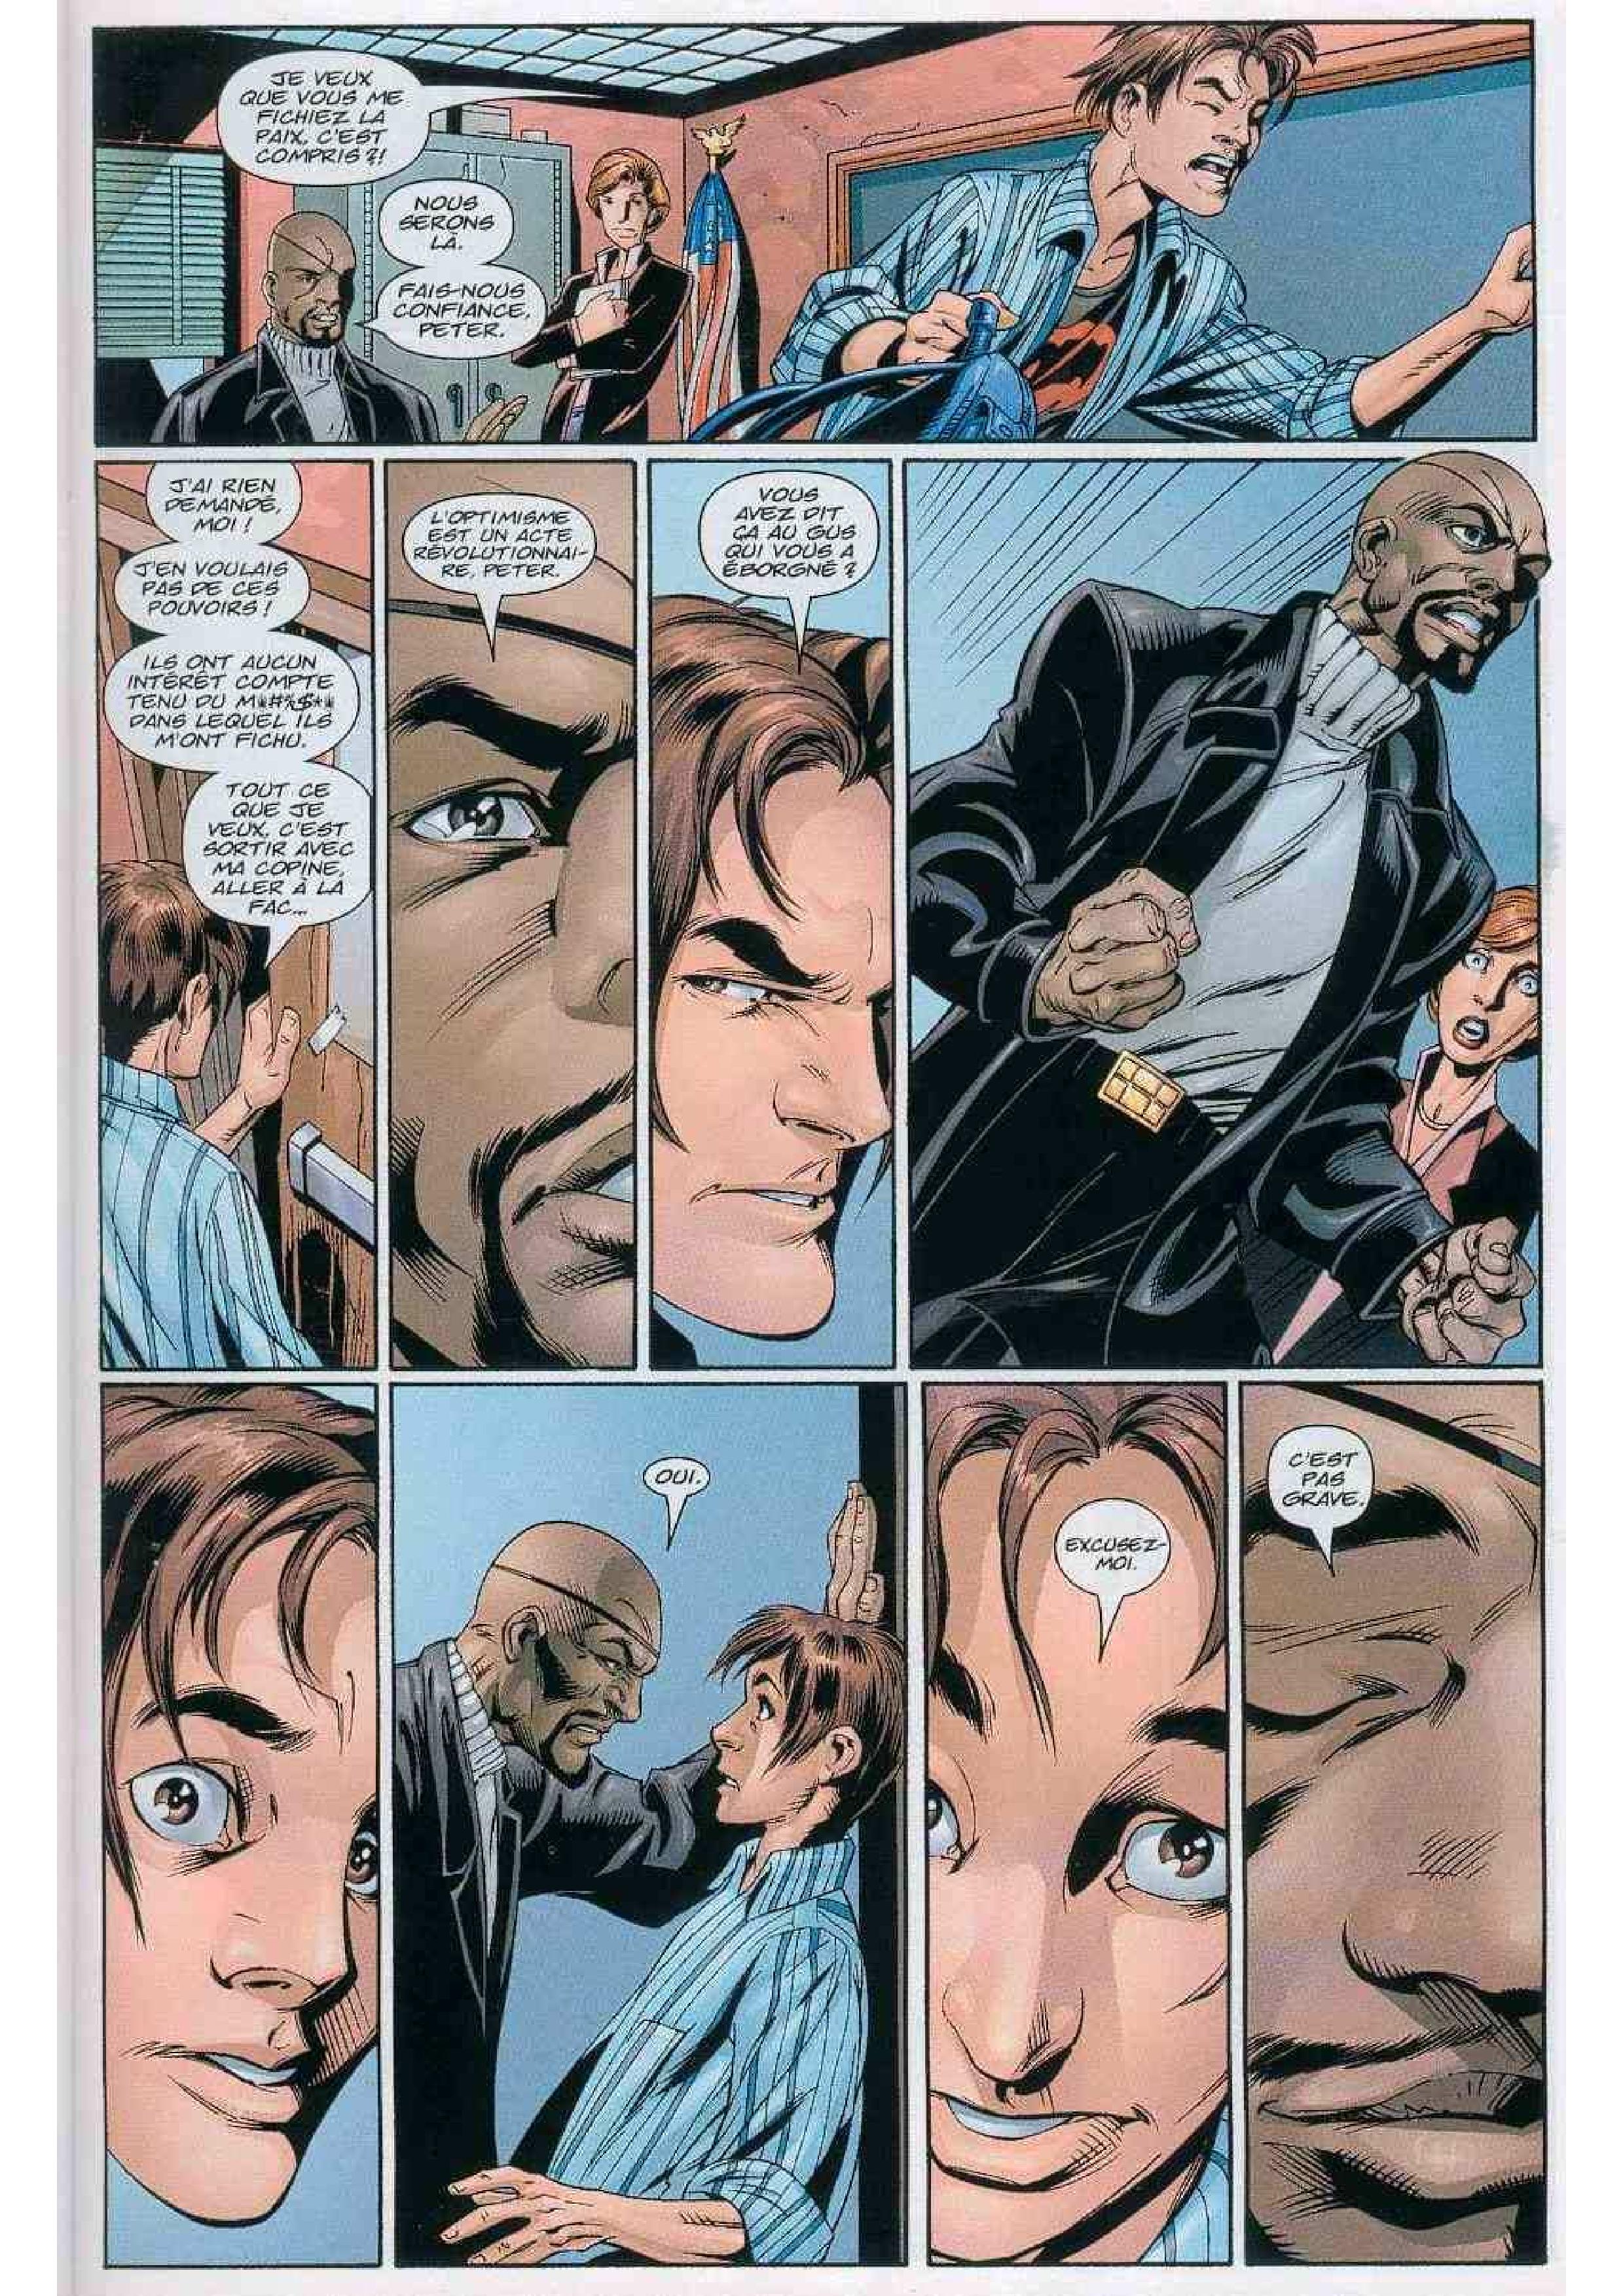 JE VEUX
QUE VOUS ME
FICHIEZ LA
PAIX, C'EST
COMPRIS ?!
NOUS
SERONS
LÀ.
FAIS-NOUS
CONFIANCE,
PETER.
J'AI RIEN
DEMANDÉ,
MOI !
J'EN VOULAIS
PAS DE CES
POUVOIRS !
ILS ONT AUCUN
INTÉRÊT COMPTE
TENU DU M*#%$**
DANS LEQUEL ILS
M'ONT FICHU.
TOUT CE
QUE JE
VEUX, C'EST
SORTIR AVEC
MA COPINE,
ALLER À LA
FAC...
L'OPTIMISME
EST UN ACTE
RÉVOLUTIONNAI-
RE, PETER.
VOUS
AVEZ DIT
ÇA AU GUS
QUI VOUS A
ÉBORGNÉ ?
OUI.
EXCUSEZ-
MOI.
C'EST
PAS
GRAVE.